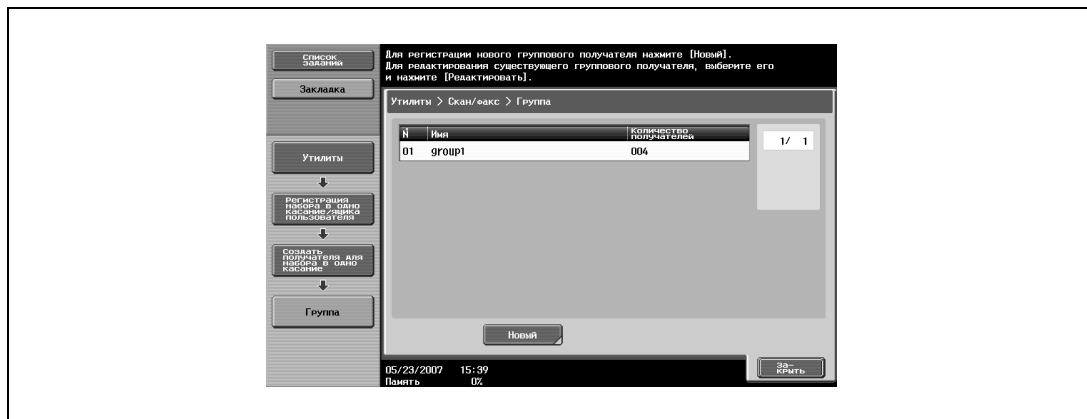 Список
заданий
Закладка
Утилиты
Регистрация
набора в одно
касание/ящика
пользователя
Создать
получателя для
набора в одно
касание
Группа
Для регистрации нового группового получателя нажмите [Новый].
Для редактирования существующего группового получателя, выберите его
и нажмите [Редактировать].
Утилиты > Скан/факс > Группа
N Имя Количество
получателей
01 group1 004
1/ 1
Новый
05/23/2007 15:39
Память 0%
За-
крыть